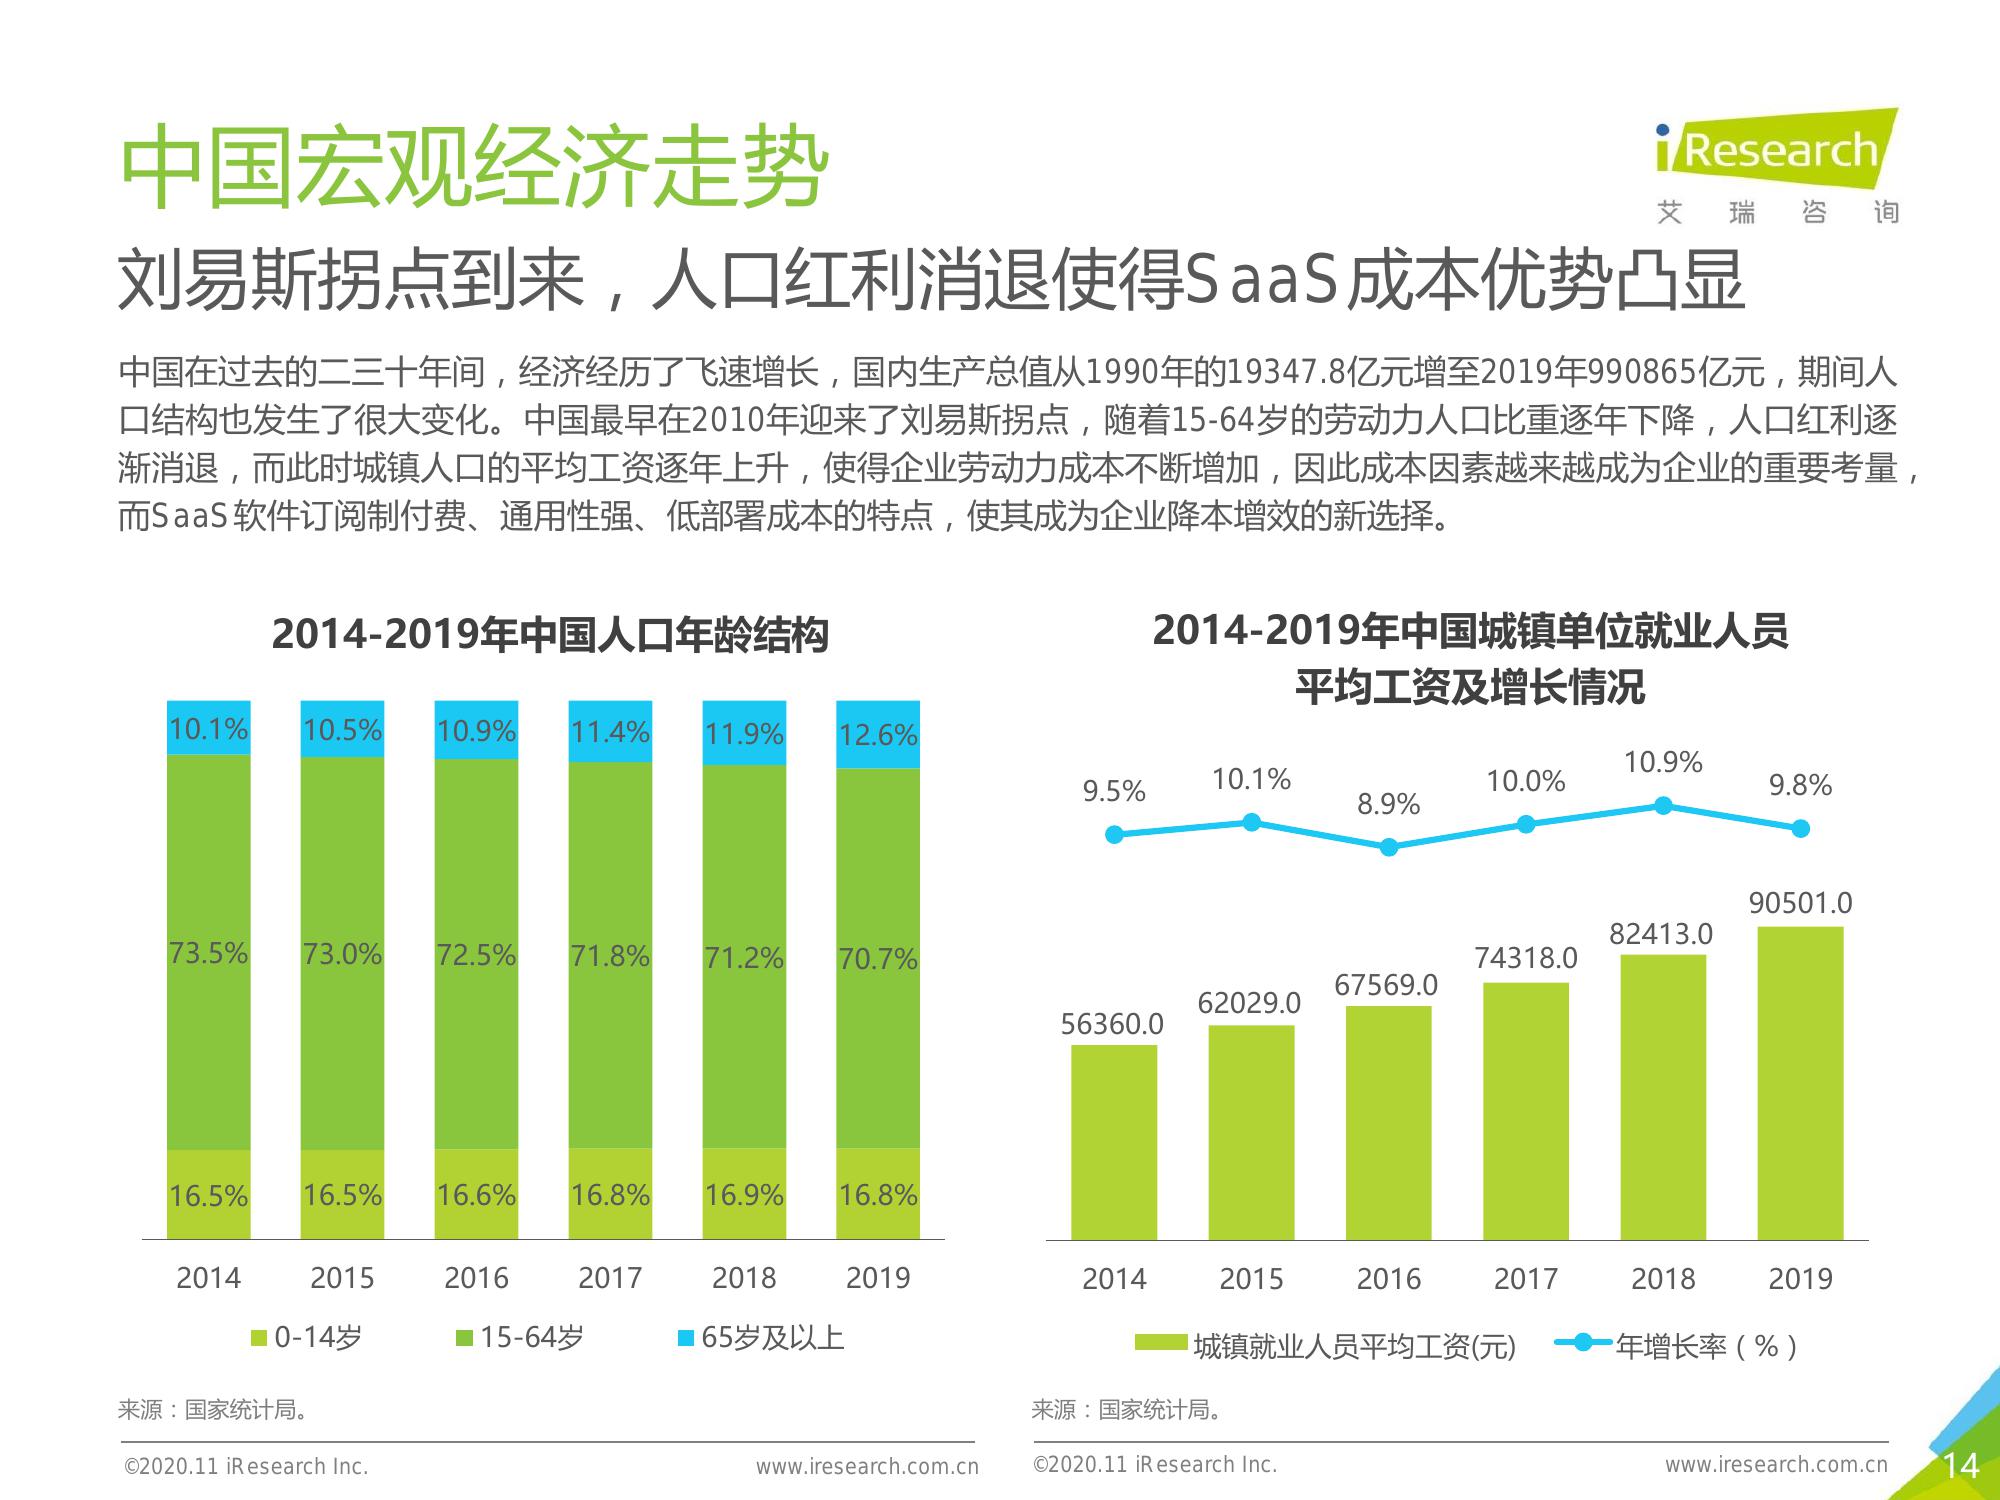 中国宏观经济走势
iResearch
艾瑞咨询
刘易斯拐点到来，人口红利消退使得SaaS成本优势凸显
中国在过去的二三十年间，经济经历了飞速增长，国内生产总值从1990年的19347.8亿元增至2019年990865亿元，期间人
口结构也发生了很大变化。中国最早在2010年迎来了刘易斯拐点，随着15-64岁的劳动力人口比重逐年下降，人口红利逐
渐消退，而此时城镇人口的平均工资逐年上升，使得企业劳动力成本不断增加，因此成本因素越来越成为企业的重要考量，
而SaaS软件订阅制付费、通用性强、低部署成本的特点，使其成为企业降本增效的新选择。
2014-2019年中国人口年龄结构
10.1% 10.5% 10.9% 11.4% 11.9% 12.6%
73.5% 73.0% 72.5% 71.8% 71.2% 70.7%
16.5% 16.5% 16.6% 16.8% 16.9% 16.8%
2014 2015 2016 2017 2018 2019
0-14岁 15-64岁 65岁及以上
来源：国家统计局。
©2020.11 iResearch Inc. www.iresearch.com.cn
2014-2019年中国城镇单位就业人员
平均工资及增长情况
9.5% 10.1% 8.9% 10.0% 10.9% 9.8%
56360.0 62029.0 67569.0 74318.0 82413.0 90501.0
2014 2015 2016 2017 2018 2019
城镇就业人员平均工资(元) 年增长率（%）
来源：国家统计局。
©2020.11 iResearch Inc. www.iresearch.com.cn
14